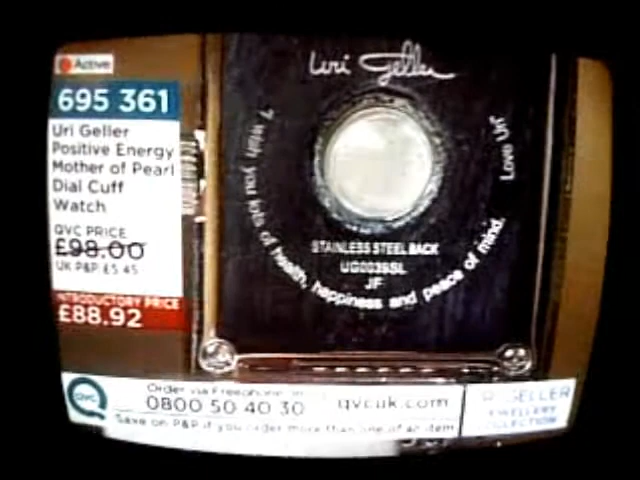 Active
695 361
Uri Geller
Positive Energy
Mother of Pearl
Dial Cuff
Watch
QVC PRICE
£98.00
UK P&P £5.45
INTRODUCTORY PRICE
£88.92
Uri Geller
I wish you lots of health, happiness and peace of mind.
Love Uri
STAINLESS STEEL BACK
UG0036SL
JF
QVC
Order via Freephone on
0800 50 40 30
qvcuk.com
Save on P&P if you order more than one of an item
GELLER
JEWELLERY
COLLECTION